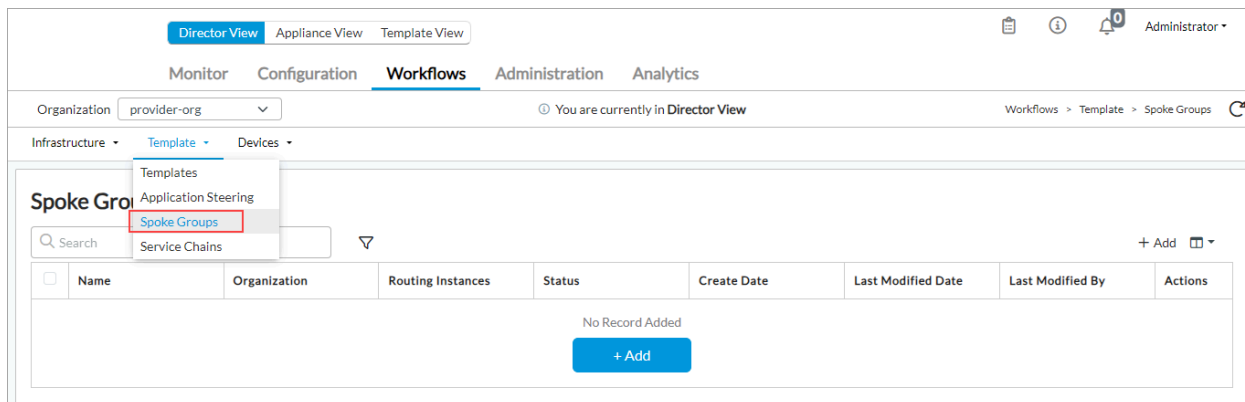 Director View Appliance View Template View 0 Administrator
Monitor Configuration Workflows Administration Analytics
Organization provider-org You are currently in Director View Workflows > Template > Spoke Groups
Infrastructure Template Devices
Templates
Application Steering
Spoke Gro
Spoke Groups
Search
Service Chains
+ Add
Name Organization Routing Instances Status Create Date Last Modified Date Last Modified By Actions
No Record Added
+ Add